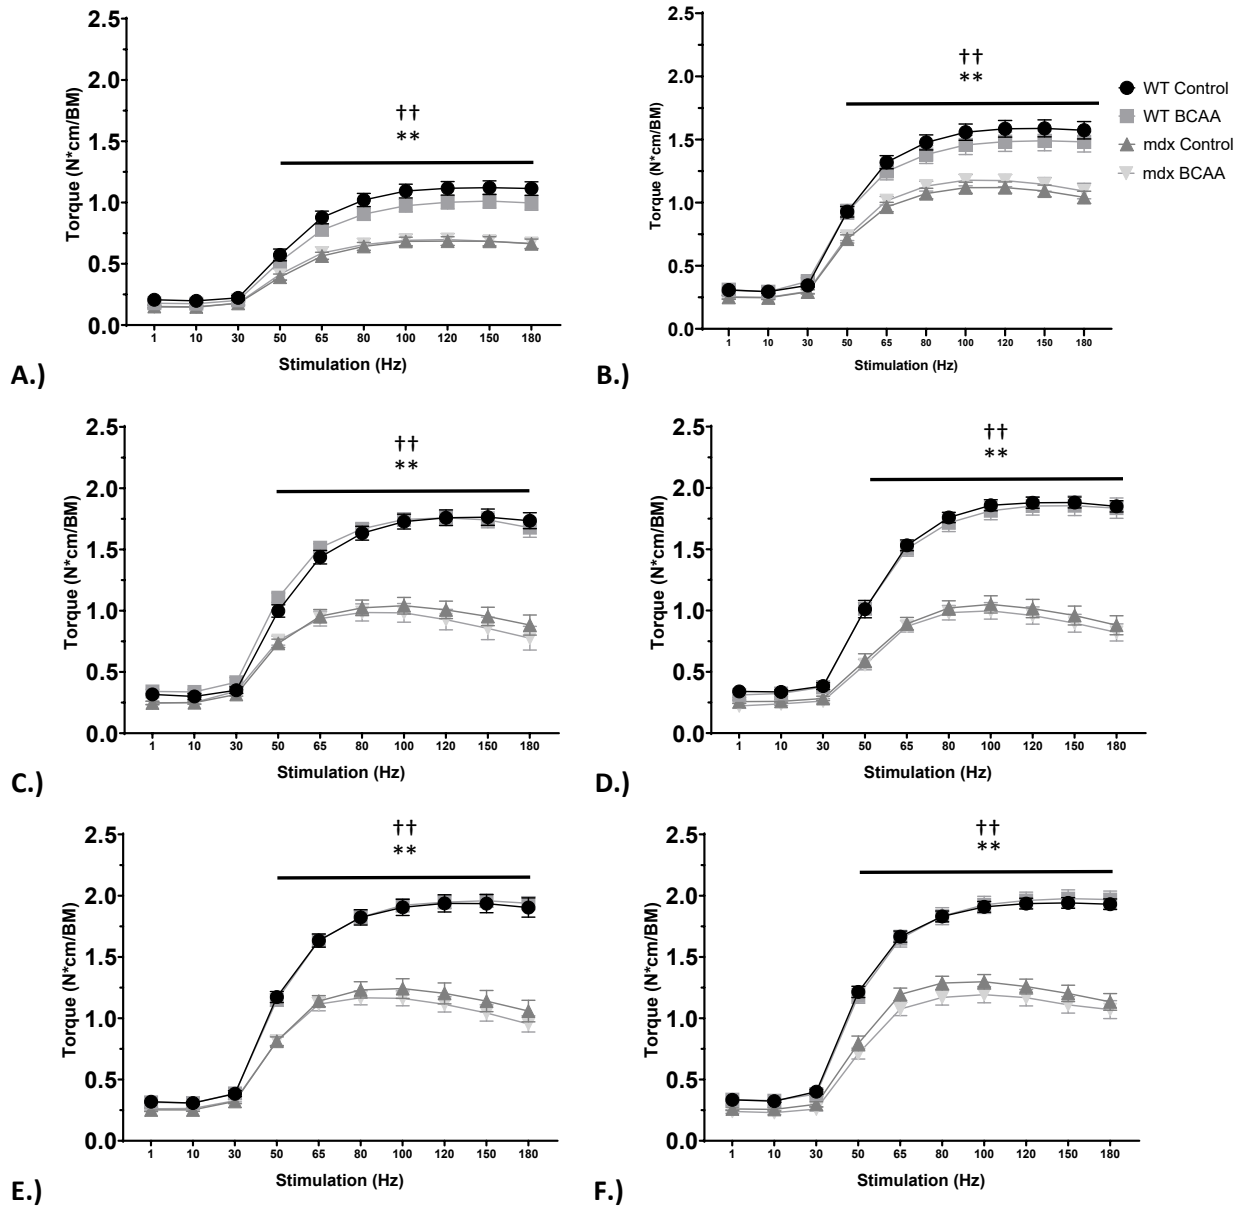 2.5
2.0
1.5
1.0
0.5
0.0
Torque (N*cm/BM)
††
**
1 10 30 50 65 80 100 120 150 180
Stimulation (Hz)
A.)
2.5
2.0
1.5
1.0
0.5
0.0
Torque (N*cm/BM)
††
**
1 10 30 50 65 80 100 120 150 180
Stimulation (Hz)
B.)
WT Control
WT BCAA
mdx Control
mdx BCAA
2.5
2.0
1.5
1.0
0.5
0.0
Torque (N*cm/BM)
††
**
1 10 30 50 65 80 100 120 150 180
Stimulation (Hz)
C.)
2.5
2.0
1.5
1.0
0.5
0.0
Torque (N*cm/BM)
††
**
1 10 30 50 65 80 100 120 150 180
Stimulation (Hz)
D.)
2.5
2.0
1.5
1.0
0.5
0.0
Torque (N*cm/BM)
††
**
1 10 30 50 65 80 100 120 150 180
Stimulation (Hz)
E.)
2.5
2.0
1.5
1.0
0.5
0.0
Torque (N*cm/BM)
††
**
1 10 30 50 65 80 100 120 150 180
Stimulation (Hz)
F.)